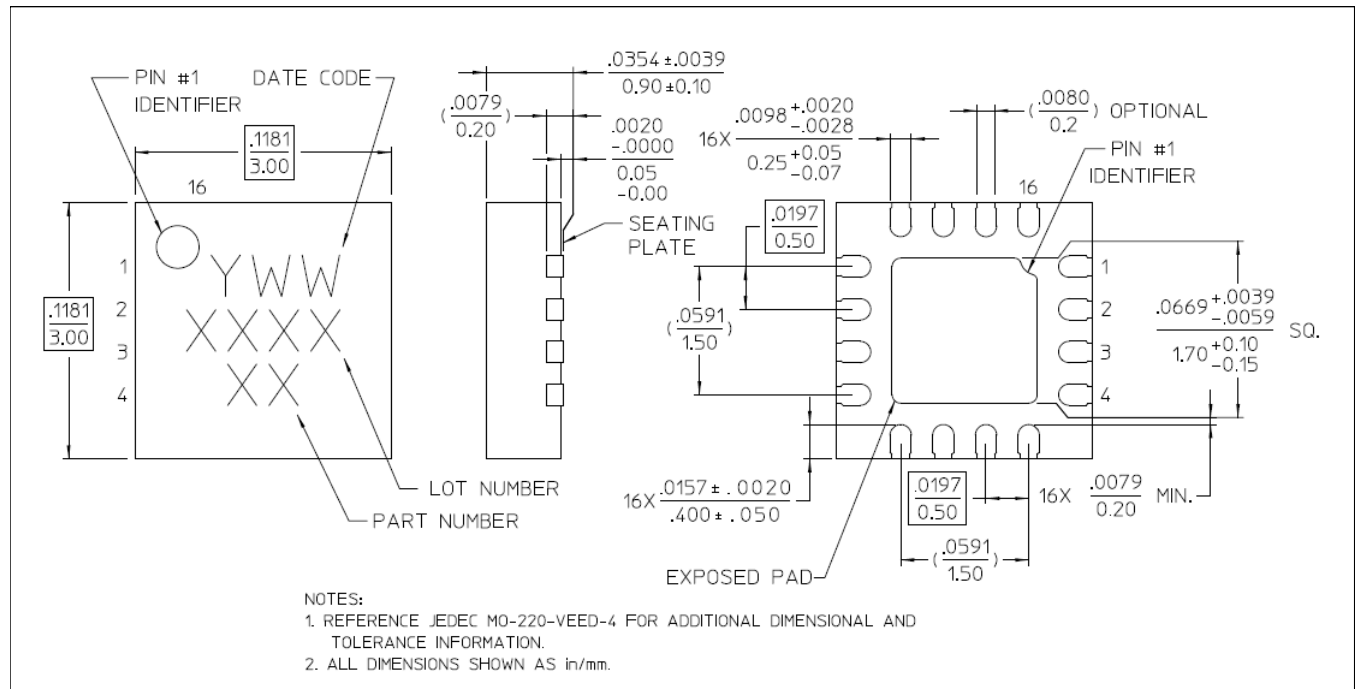 PIN #1
IDENTIFIER
DATE CODE
.1181
3.00
16
.1181
3.00
1
2
3
4
YWW
XXXX
XX
LOT NUMBER
PART NUMBER
.0354 ±.0039
0.90 ±0.10
(.0079
0.20)
.0020
-.0000
0.05
-0.00
SEATING
PLATE
16X .0098 +.0020
-.0028
0.25 +0.05
-0.07
(.0080
0.2) OPTIONAL
PIN #1
IDENTIFIER
16
.0197
0.50
(.0591
1.50)
1
2
3
4
.0669 +.0039
-.0059
1.70 +0.10
-0.15
SQ.
16X .0157 ± .0020
.400 ± .050
.0197
0.50
16X .0079
0.20 MIN.
(.0591
1.50)
EXPOSED PAD
NOTES:
1. REFERENCE JEDEC MO-220-VEED-4 FOR ADDITIONAL DIMENSIONAL AND
TOLERANCE INFORMATION.
2. ALL DIMENSIONS SHOWN AS in/mm.